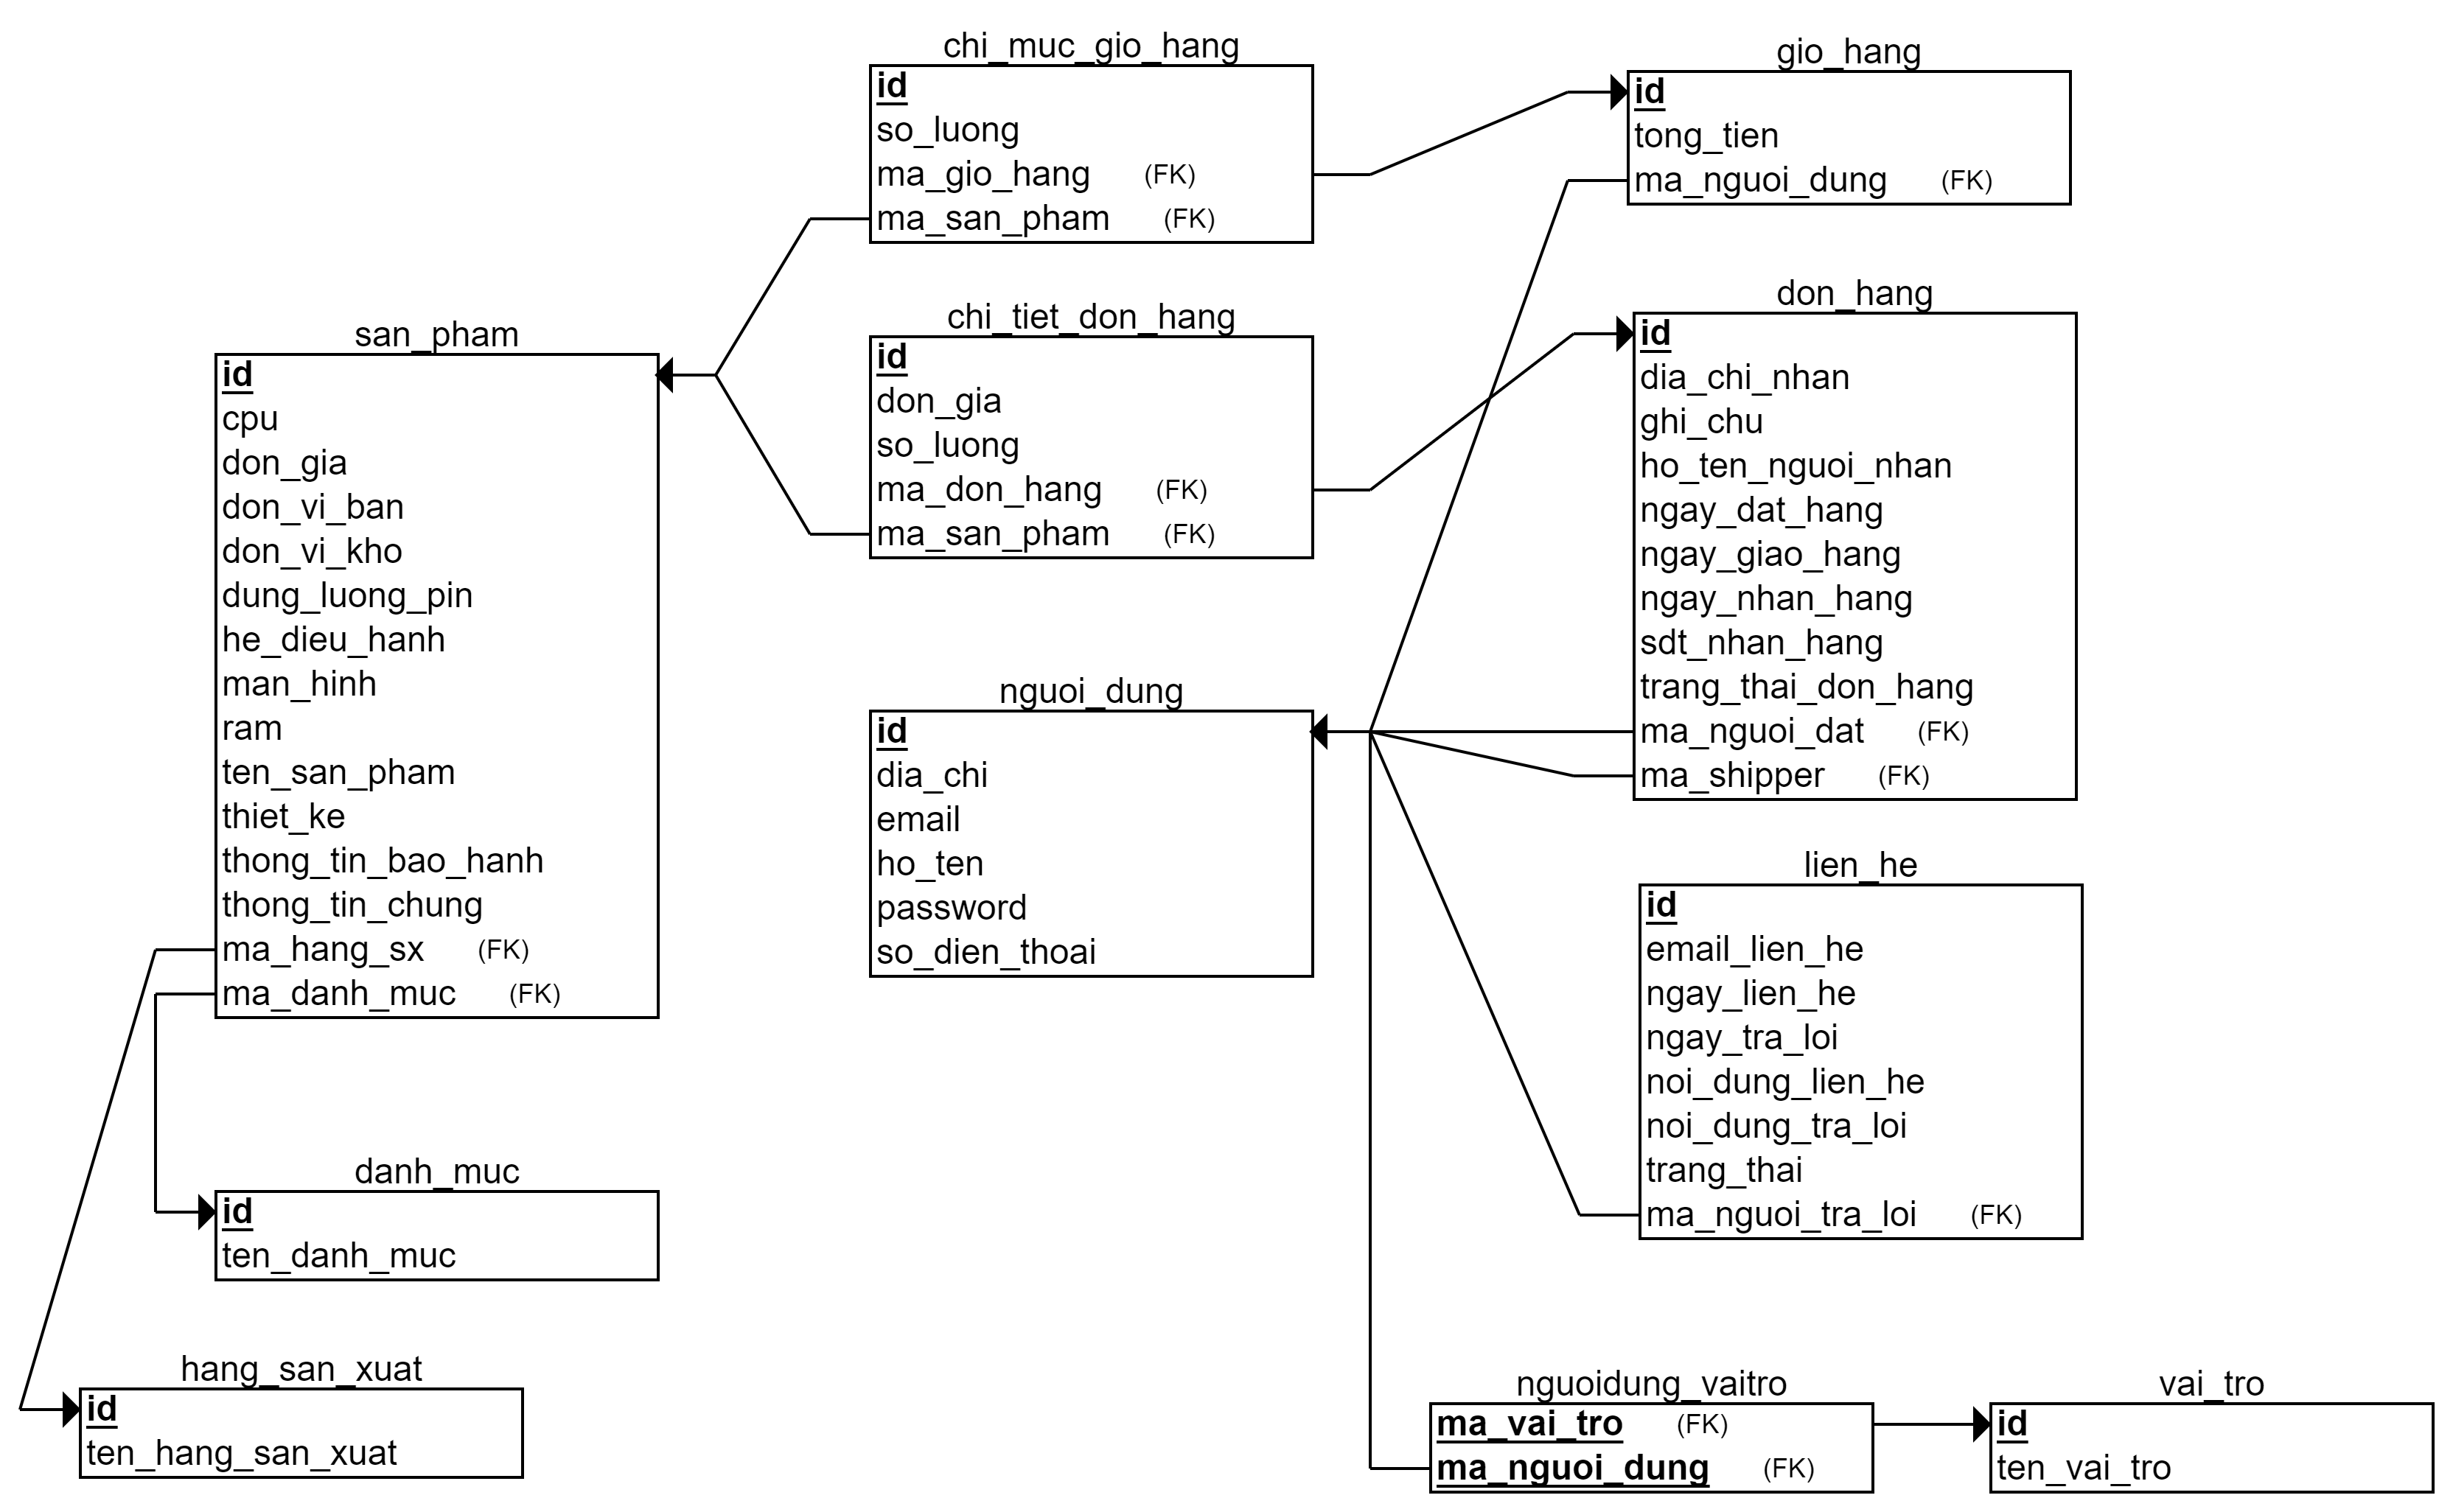 chi_muc_gio_hang
id
so_luong
ma_gio_hang (FK)
ma_san_pham (FK)
gio_hang
id
tong_tien
ma_nguoi_dung (FK)
san_pham
id
cpu
don_gia
don_vi_ban
don_vi_kho
dung_luong_pin
he_dieu_hanh
man_hinh
ram
ten_san_pham
thiet_ke
thong_tin_bao_hanh
thong_tin_chung
ma_hang_sx (FK)
ma_danh_muc (FK)
chi_tiet_don_hang
id
don_gia
so_luong
ma_don_hang (FK)
ma_san_pham (FK)
don_hang
id
dia_chi_nhan
ghi_chu
ho_ten_nguoi_nhan
ngay_dat_hang
ngay_giao_hang
ngay_nhan_hang
sdt_nhan_hang
trang_thai_don_hang
ma_nguoi_dat (FK)
ma_shipper (FK)
nguoi_dung
id
dia_chi
email
ho_ten
password
so_dien_thoai
lien_he
id
email_lien_he
ngay_lien_he
ngay_tra_loi
noi_dung_lien_he
noi_dung_tra_loi
trang_thai
ma_nguoi_tra_loi (FK)
danh_muc
id
ten_danh_muc
hang_san_xuat
id
ten_hang_san_xuat
nguoidung_vaitro
ma_vai_tro (FK)
ma_nguoi_dung (FK)
vai_tro
id
ten_vai_tro